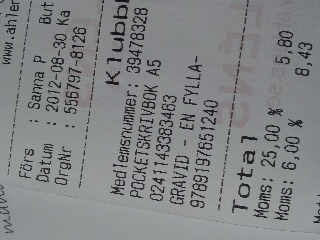 www.ahlen
Förs : Sanna P But
Datum : 2012-08-30 Ka
OrgNr : 556797-8126
Klubb
Medlemsnummer: 39478328
POCKETSKRIVBOK A5
0241143383463
GRAVID - EN FYLLA-
9789197651240
Total
Moms: 25,00 % 5,80
Moms: 6,00 % 8,43